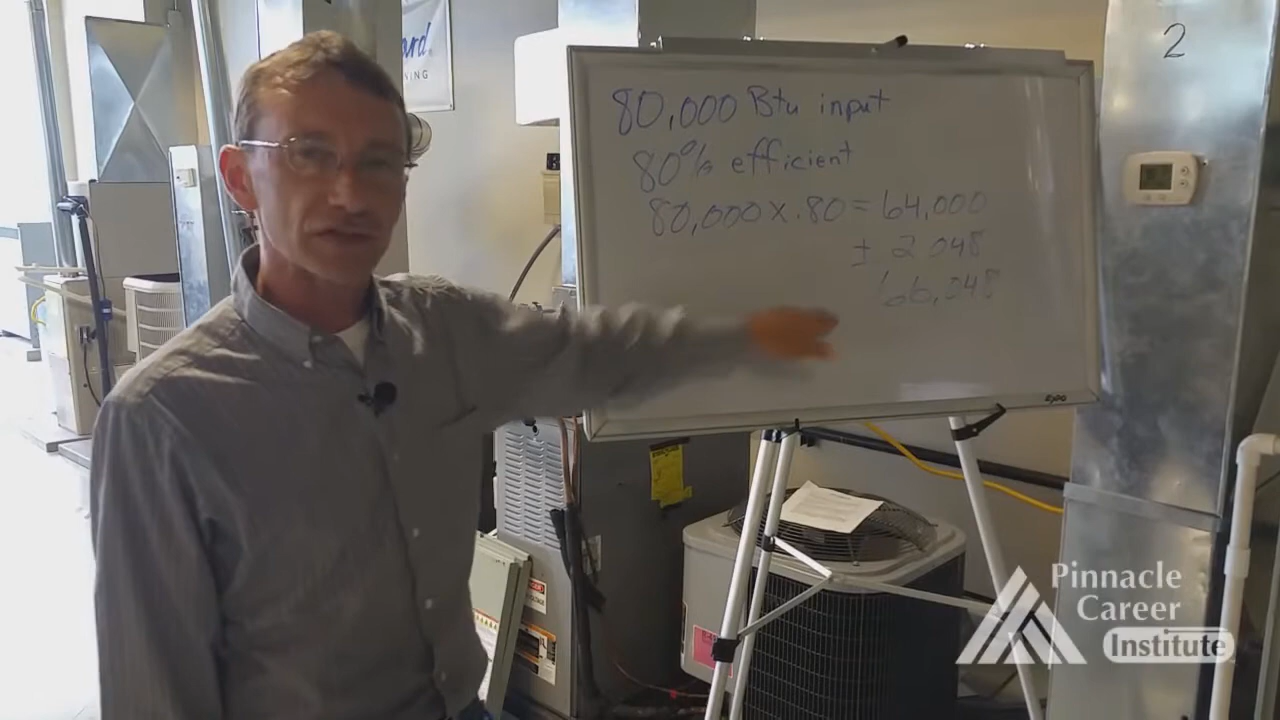 80,000 Btu input
80% efficient
80,000 x .80 = 64,000
± 2 048
66,048
EXPO
2
Pinnacle
Career
Institute